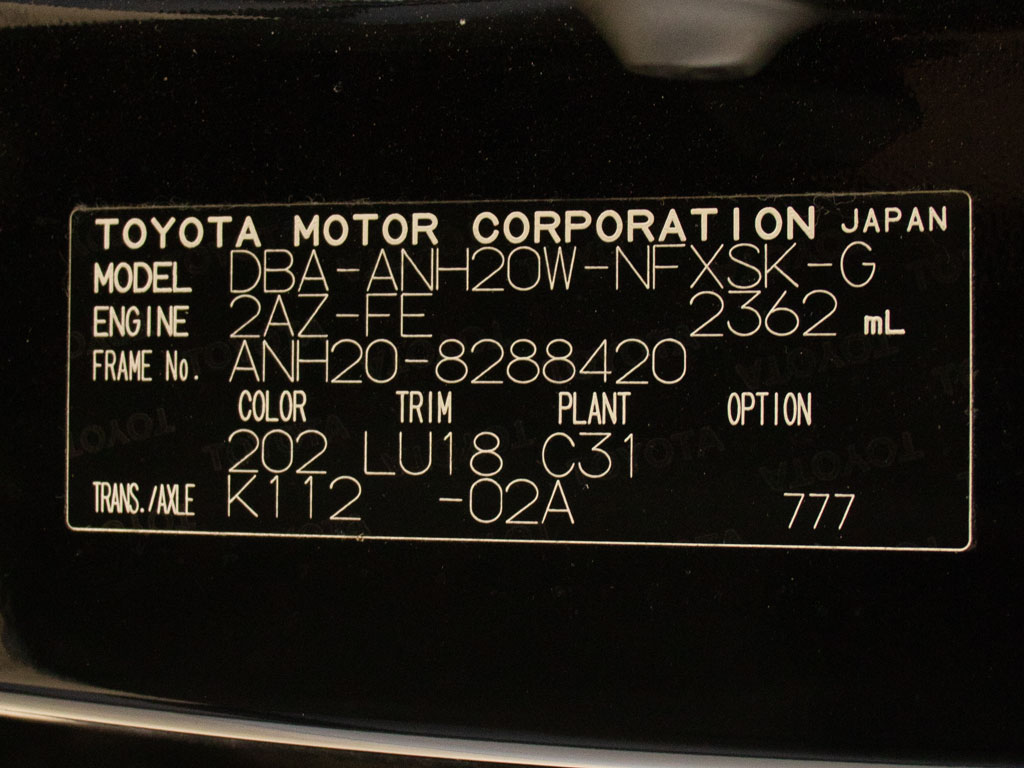 TOYOTA MOTOR CORPORATION JAPAN
MODEL DBA-ANH20W-NFXSK-G
ENGINE 2AZ-FE 2362 mL
FRAME No. ANH20-8288420
COLOR TRIM PLANT OPTION
202 LU18 C31
TRANS./AXLE K112 -02A 777